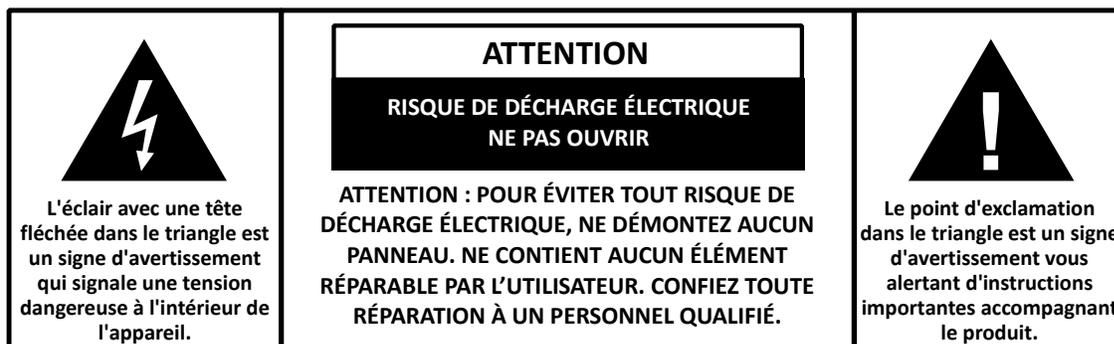 L'éclair avec une tête
fléchée dans le triangle est
un signe d'avertissement
qui signale une tension
dangereuse à l'intérieur de
l'appareil.
ATTENTION
RISQUE DE DÉCHARGE ÉLECTRIQUE
NE PAS OUVRIR
ATTENTION : POUR ÉVITER TOUT RISQUE DE
DÉCHARGE ÉLECTRIQUE, NE DÉMONTEZ AUCUN
PANNEAU. NE CONTIENT AUCUN ÉLÉMENT
RÉPARABLE PAR L’UTILISATEUR. CONFIEZ TOUTE
RÉPARATION À UN PERSONNEL QUALIFIÉ.
Le point d'exclamation
dans le triangle est un signe
d'avertissement vous
alertant d'instructions
importantes accompagnant
le produit.